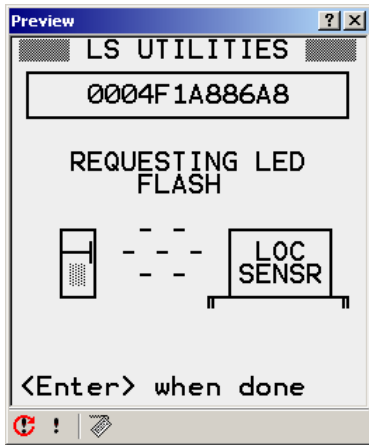 Preview
LS UTILITIES
0004F1A886A8
REQUESTING LED
FLASH
LOC
SENSR
<Enter> when done